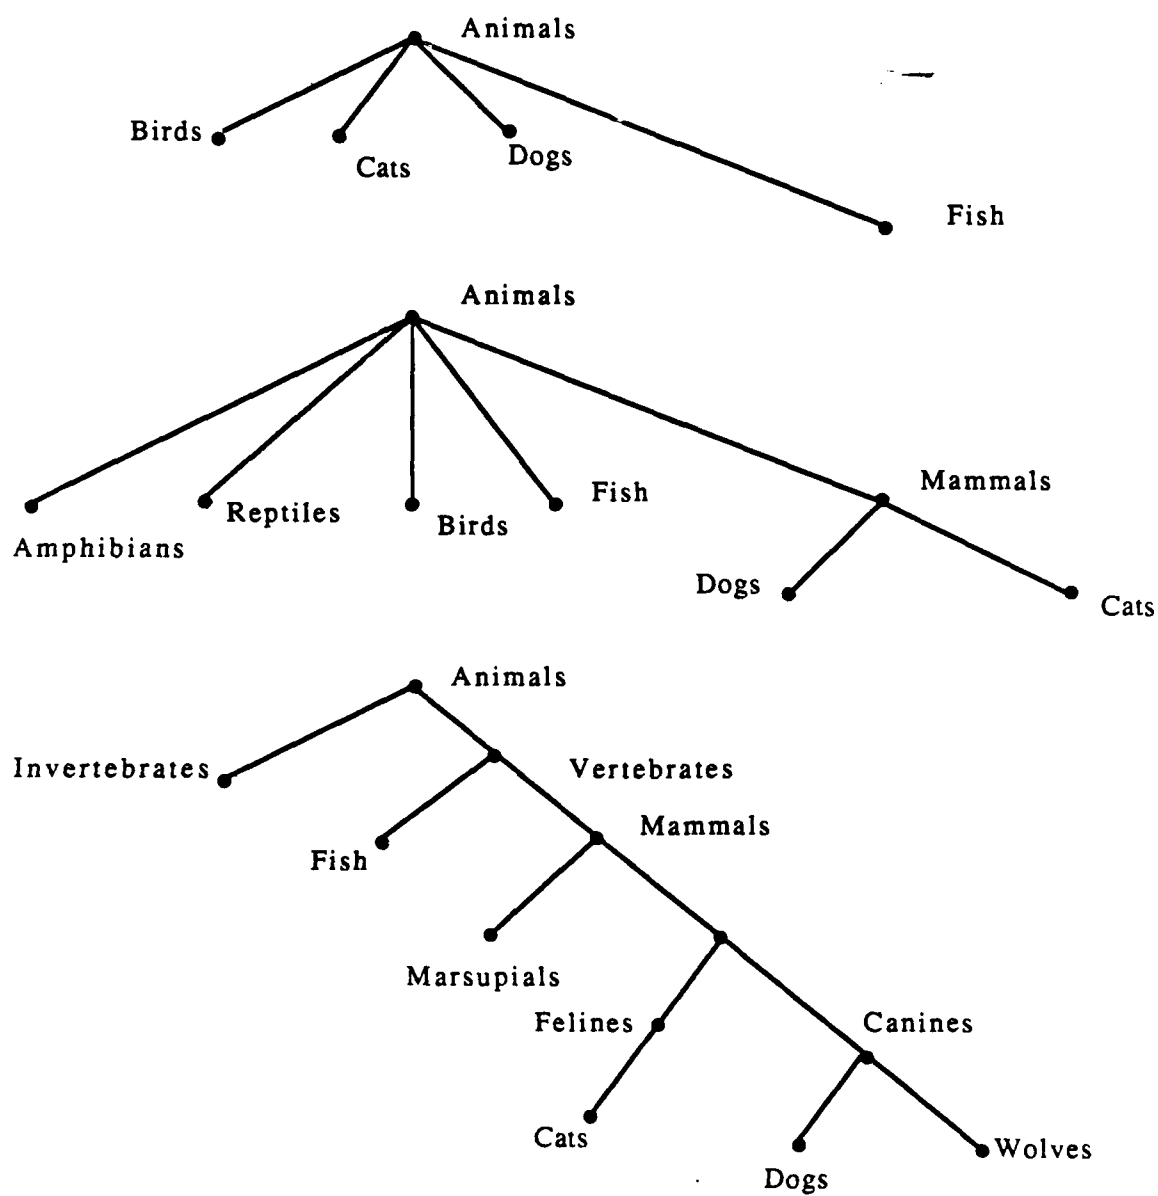 Animals
Birds
Cats
Dogs
Fish
Animals
Amphibians
Reptiles
Birds
Fish
Mammals
Dogs
Cats
Animals
Invertebrates
Vertebrates
Fish
Mammals
Marsupials
Felines
Canines
Cats
Dogs
Wolves